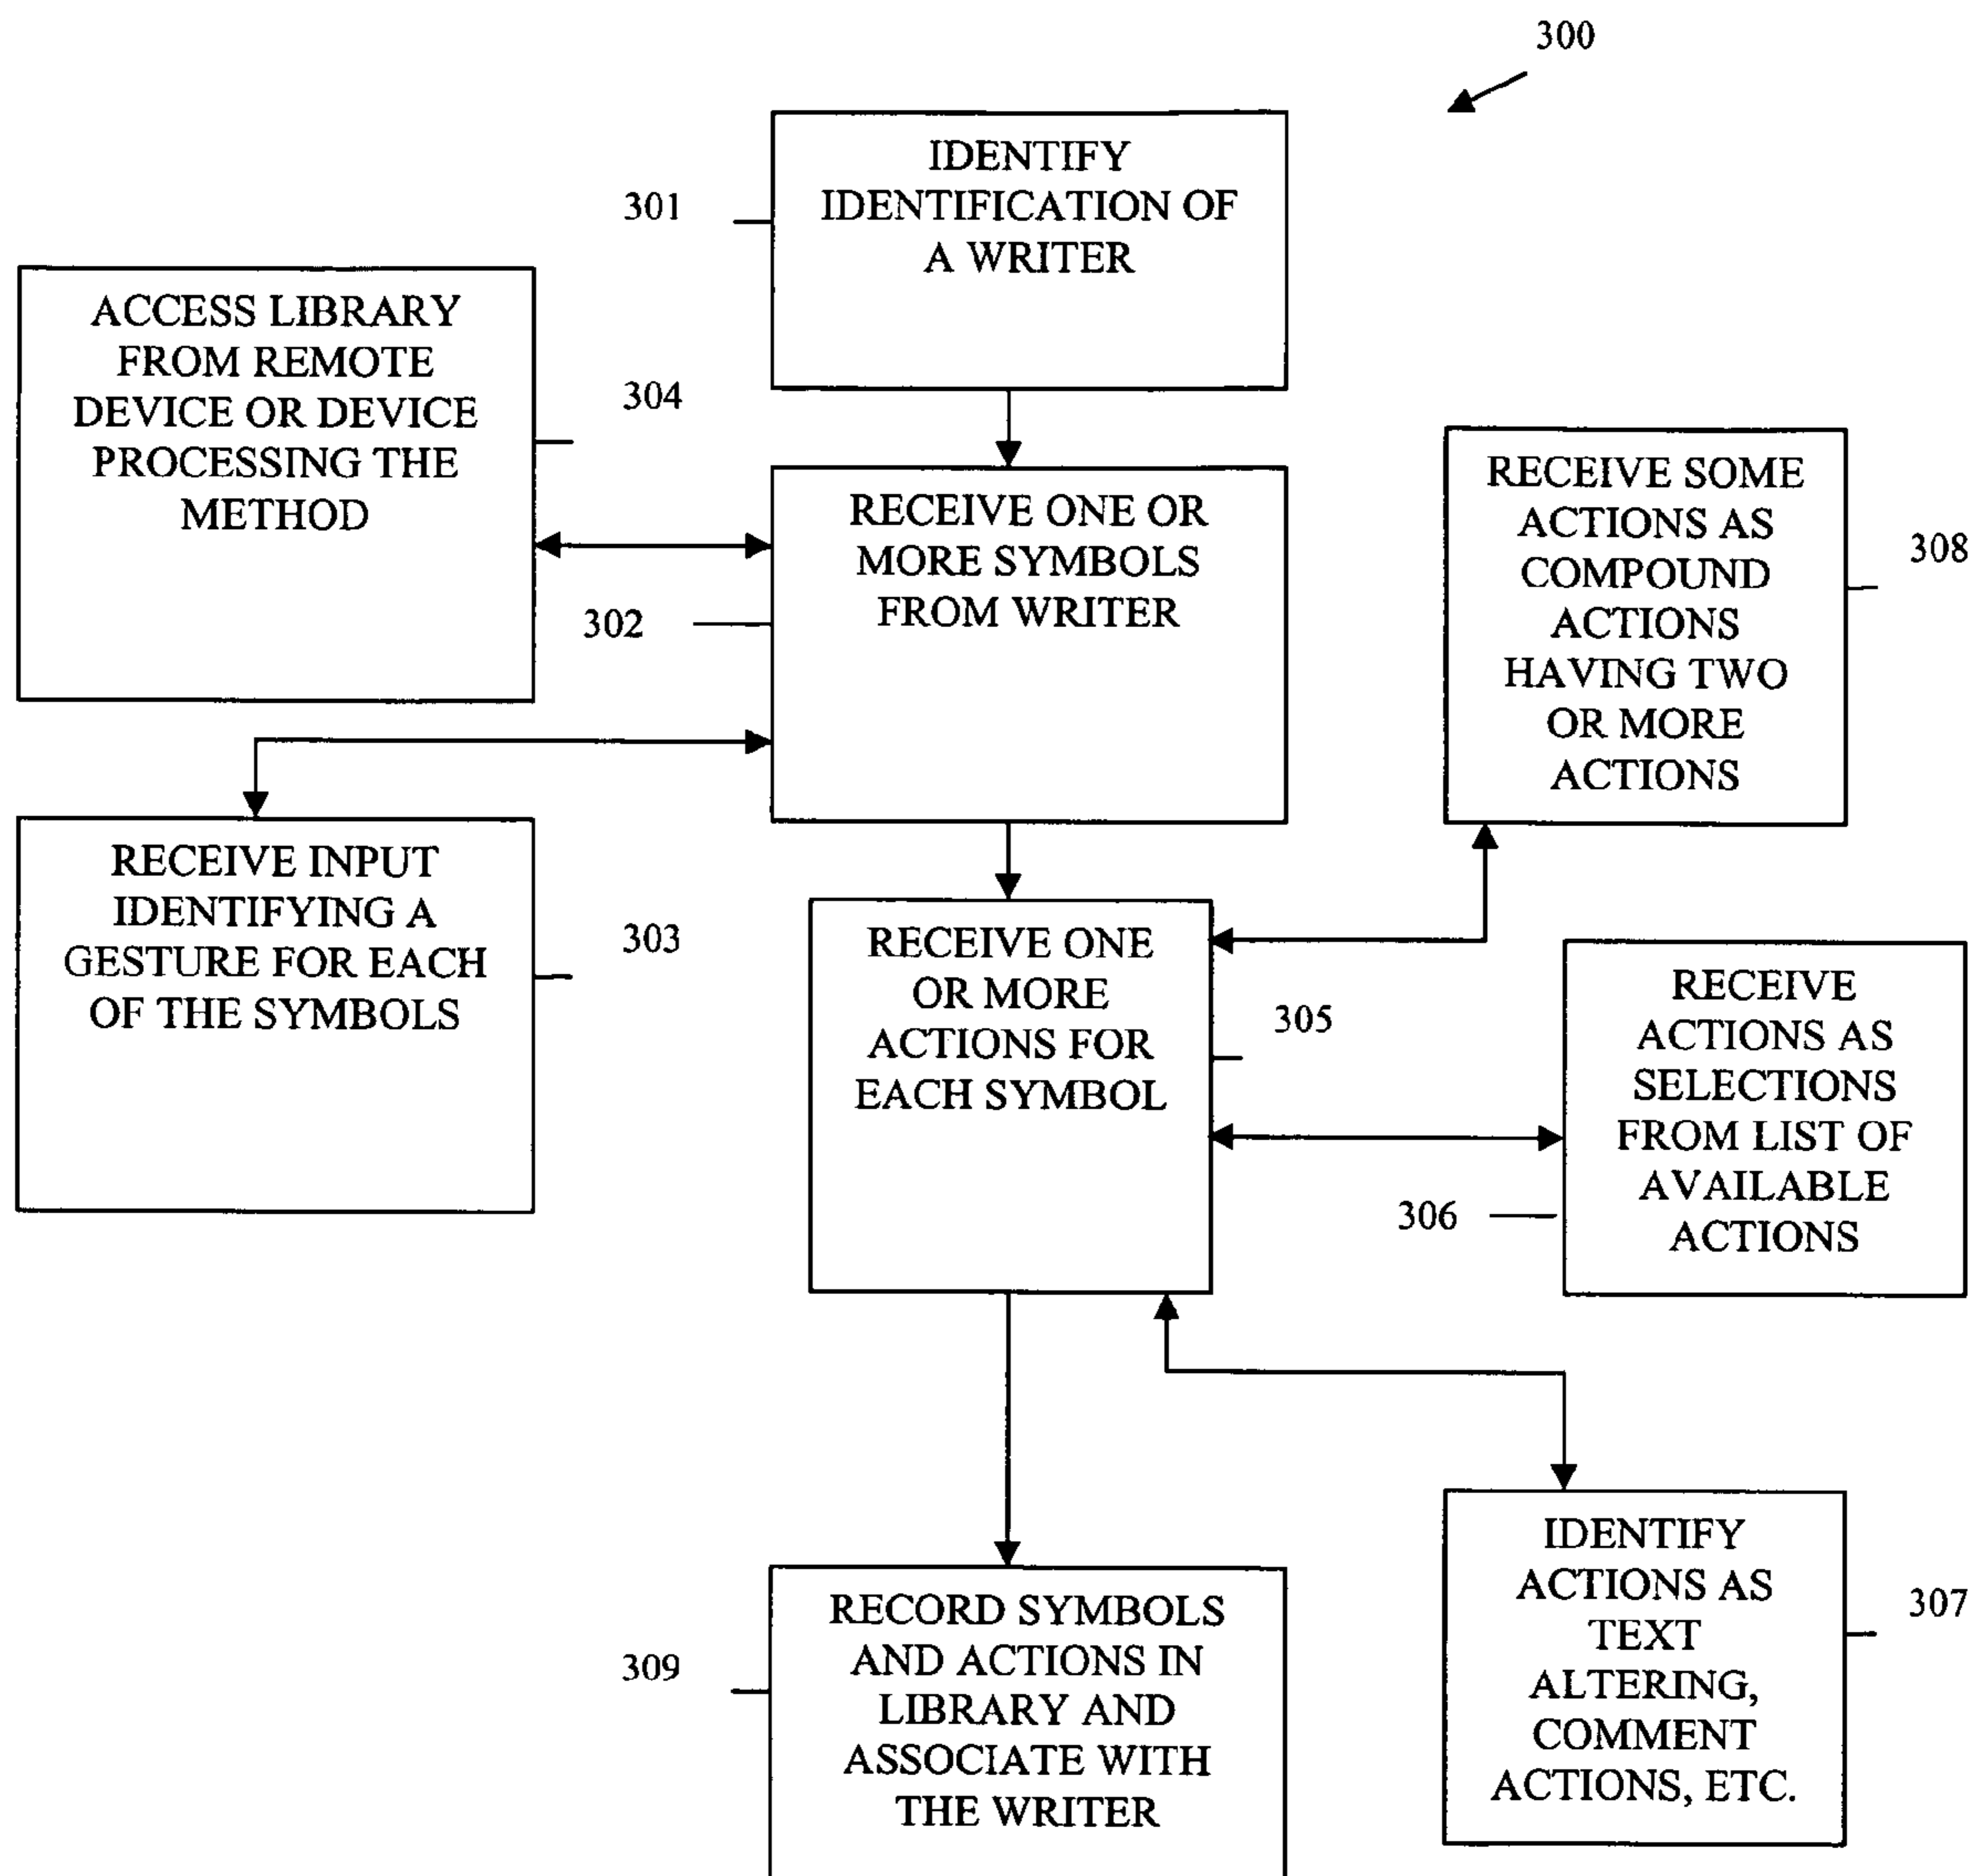 300
IDENTIFY
IDENTIFICATION OF
A WRITER
301
ACCESS LIBRARY
FROM REMOTE
DEVICE OR DEVICE
PROCESSING THE
METHOD
304
RECEIVE ONE OR
MORE SYMBOLS
FROM WRITER
302
RECEIVE SOME
ACTIONS AS
COMPOUND
ACTIONS
HAVING TWO
OR MORE
ACTIONS
308
RECEIVE INPUT
IDENTIFYING A
GESTURE FOR EACH
OF THE SYMBOLS
303
RECEIVE ONE
OR MORE
ACTIONS FOR
EACH SYMBOL
305
RECEIVE
ACTIONS AS
SELECTIONS
FROM LIST OF
AVAILABLE
ACTIONS
306
RECORD SYMBOLS
AND ACTIONS IN
LIBRARY AND
ASSOCIATE WITH
THE WRITER
309
IDENTIFY
ACTIONS AS
TEXT
ALTERING,
COMMENT
ACTIONS, ETC.
307